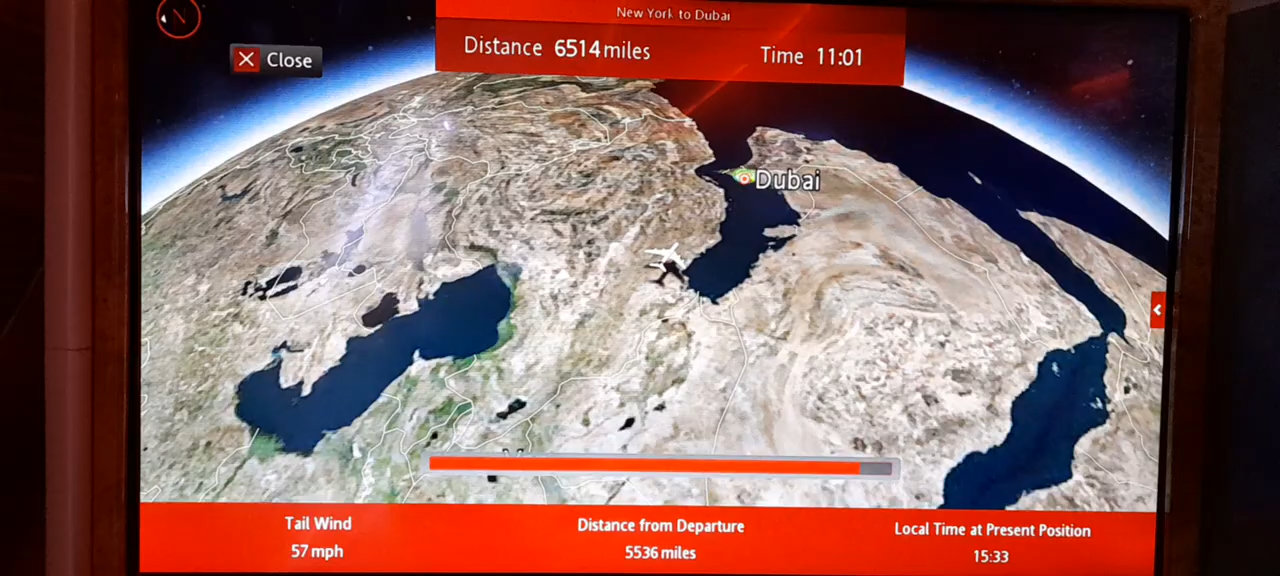 N
New York to Dubai
Distance 6514 miles Time 11:01
Close
Dubai
Tail Wind Distance from Departure Local Time at Present Position
57 mph 5536 miles 15:33